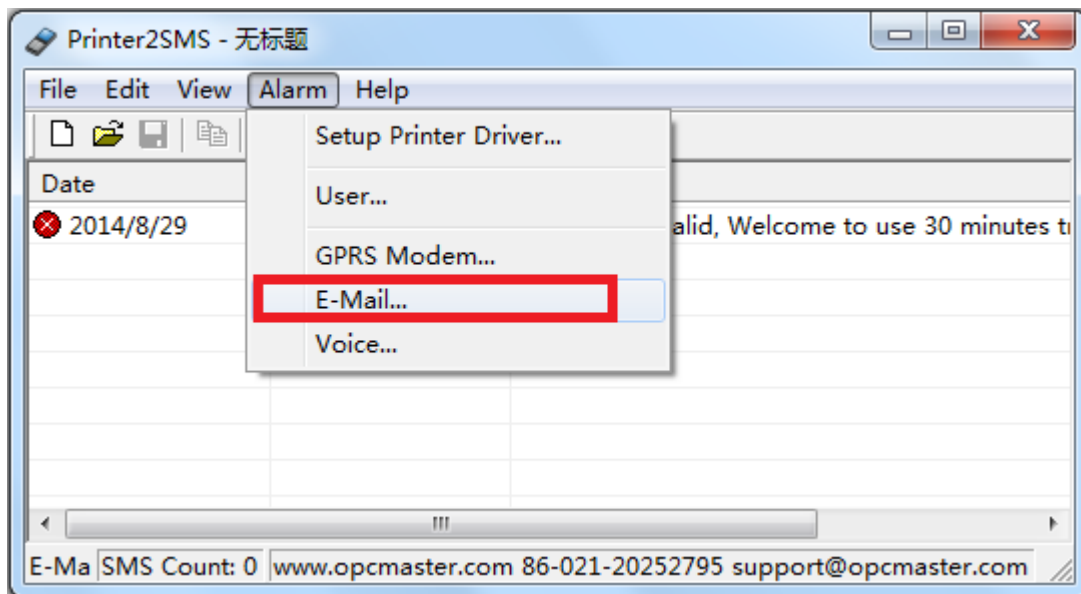 Printer2SMS - 无标题
File Edit View Alarm Help
Setup Printer Driver...
Date
User...
2014/8/29 alid, Welcome to use 30 minutes
GPRS Modem...
E-Mail...
Voice...
E-Ma SMS Count: 0 www.opcmaster.com 86-021-20252795 support@opcmaster.com